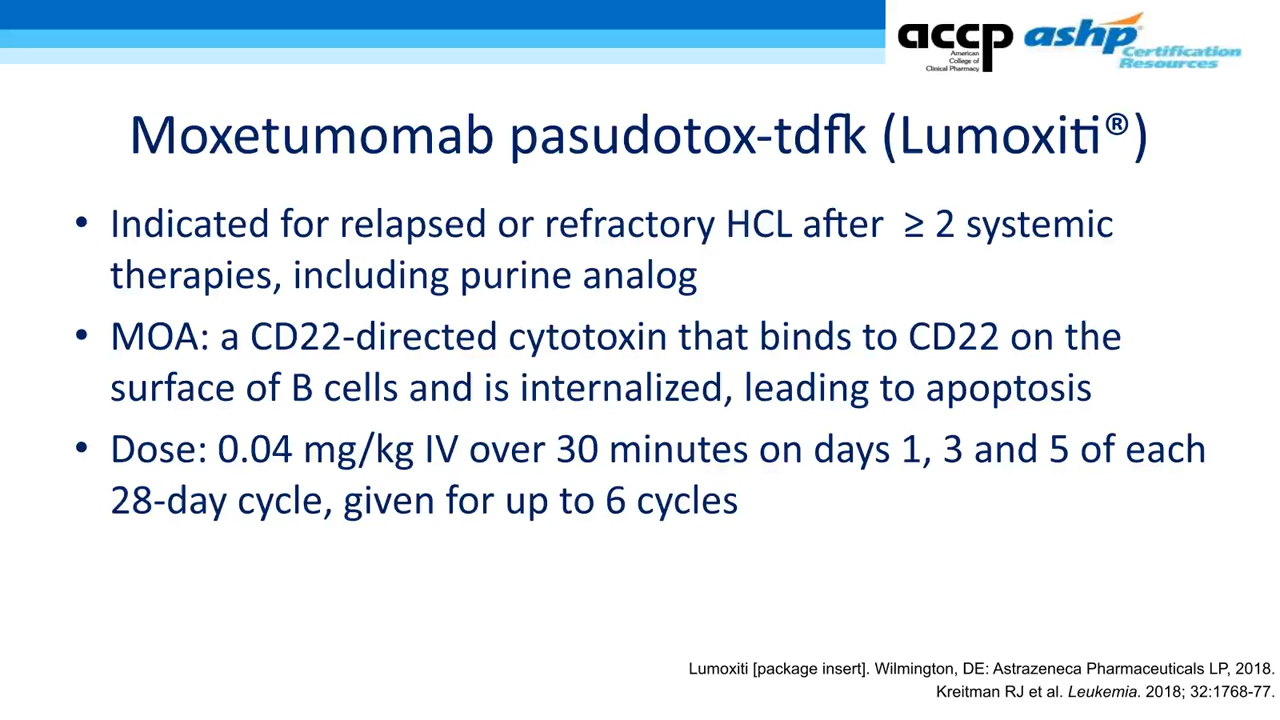 accp
American
College of
Clinical Pharmacy
ashp®
Certification
Resources
Moxetumomab pasudotox-tdfk (Lumoxiti®)
• Indicated for relapsed or refractory HCL after ≥ 2 systemic
therapies, including purine analog
• MOA: a CD22-directed cytotoxin that binds to CD22 on the
surface of B cells and is internalized, leading to apoptosis
• Dose: 0.04 mg/kg IV over 30 minutes on days 1, 3 and 5 of each
28-day cycle, given for up to 6 cycles
Lumoxiti [package insert]. Wilmington, DE: Astrazeneca Pharmaceuticals LP, 2018.
Kreitman RJ et al. Leukemia. 2018; 32:1768-77.